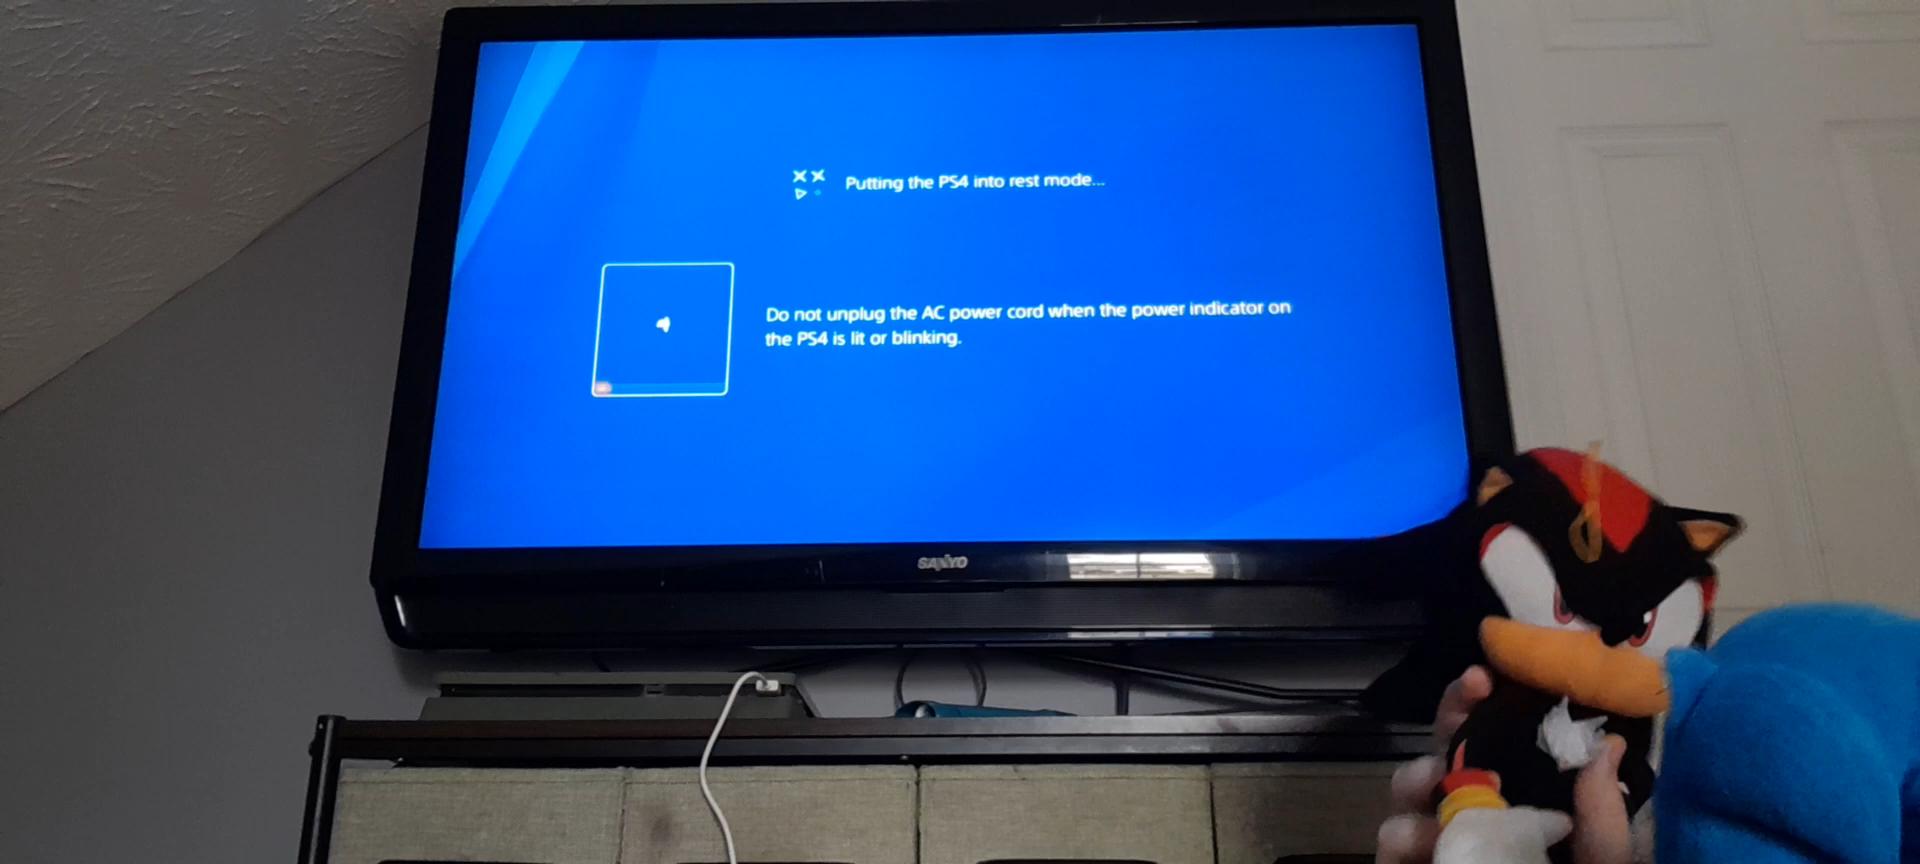 Putting the PS4 into rest mode...
Do not unplug the AC power cord when the power indicator on
the PS4 is lit or blinking.
SANYO